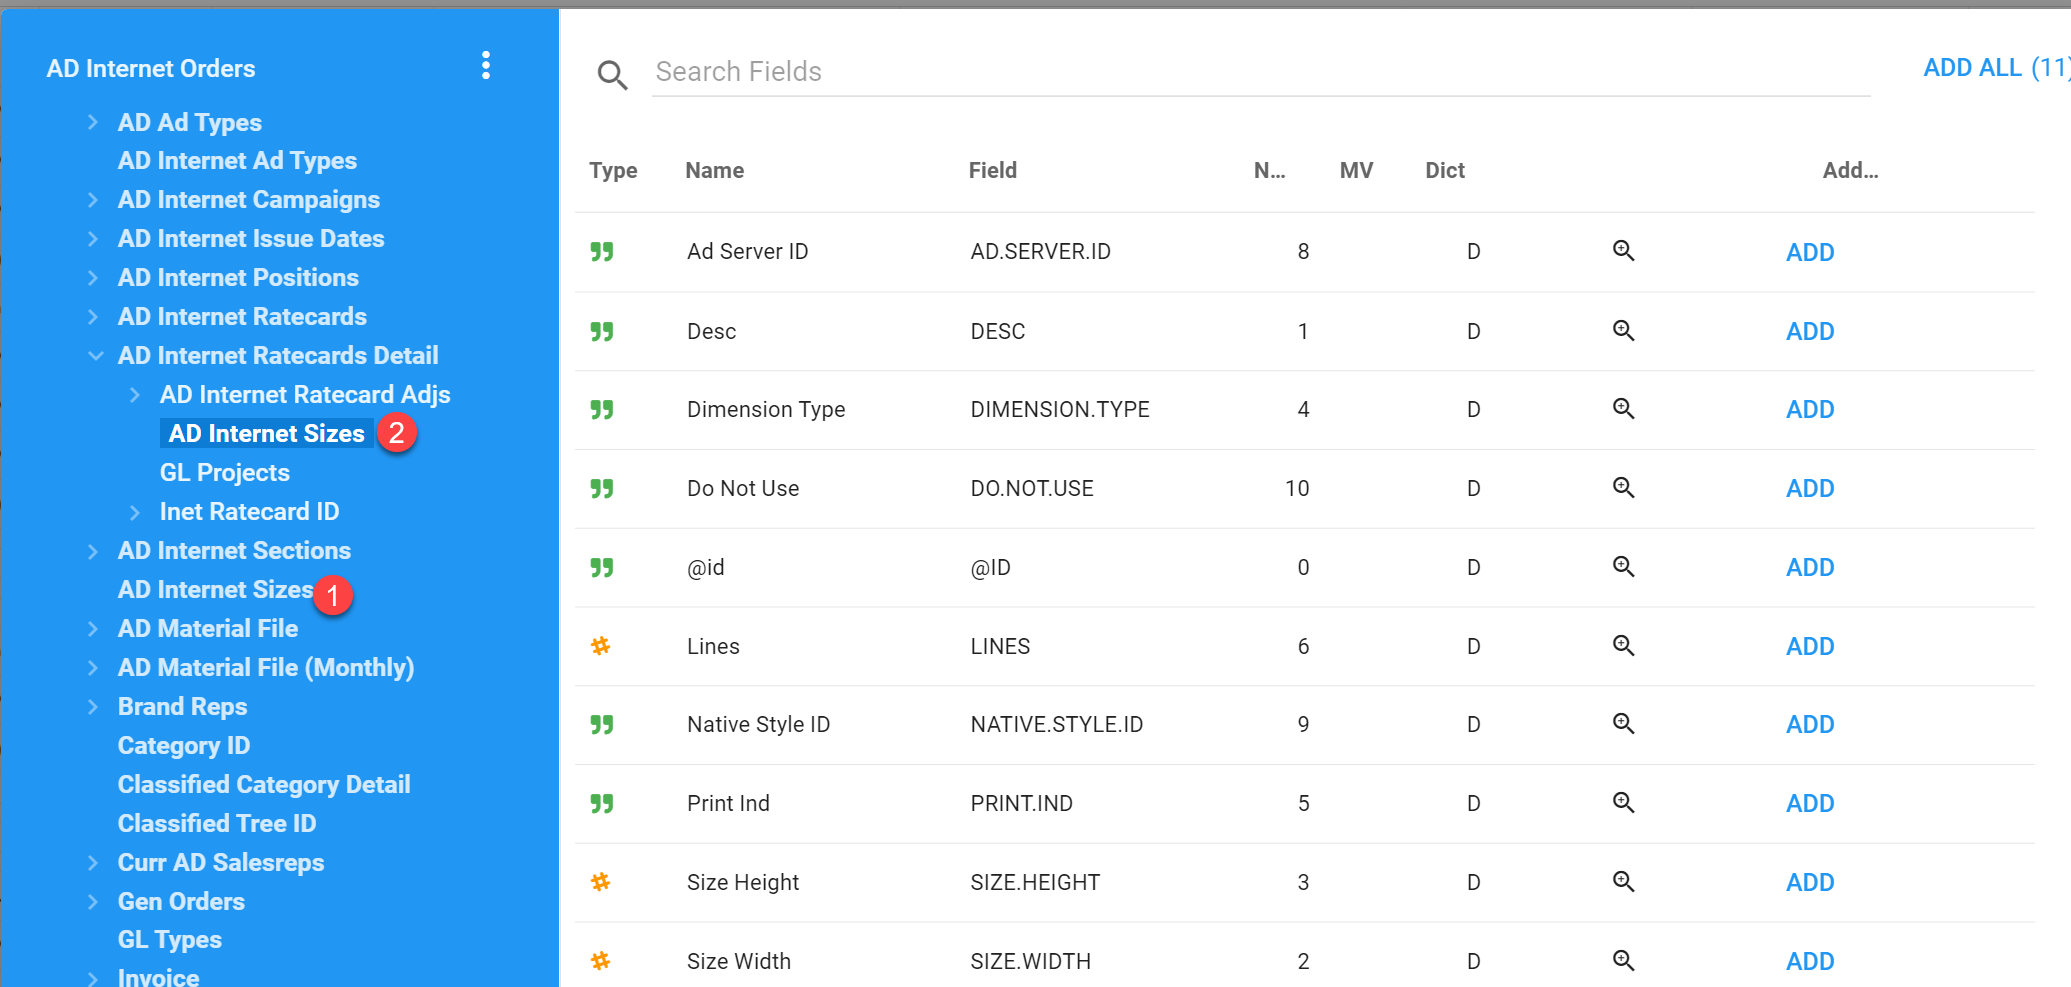 AD Internet Orders
AD Ad Types
AD Internet Ad Types
AD Internet Campaigns
AD Internet Issue Dates
AD Internet Positions
AD Internet Ratecards
AD Internet Ratecards Detail
AD Internet Ratecard Adjs
AD Internet Sizes 2
GL Projects
Inet Ratecard ID
AD Internet Sections
AD Internet Sizes 1
AD Material File
AD Material File (Monthly)
Brand Reps
Category ID
Classified Category Detail
Classified Tree ID
Curr AD Salesreps
Gen Orders
GL Types
Invoice
Search Fields
ADD ALL (11)
Type Name Field N... MV Dict Add...
Ad Server ID AD.SERVER.ID 8 D ADD
Desc DESC 1 D ADD
Dimension Type DIMENSION.TYPE 4 D ADD
Do Not Use DO.NOT.USE 10 D ADD
@id @ID 0 D ADD
Lines LINES 6 D ADD
Native Style ID NATIVE.STYLE.ID 9 D ADD
Print Ind PRINT.IND 5 D ADD
Size Height SIZE.HEIGHT 3 D ADD
Size Width SIZE.WIDTH 2 D ADD